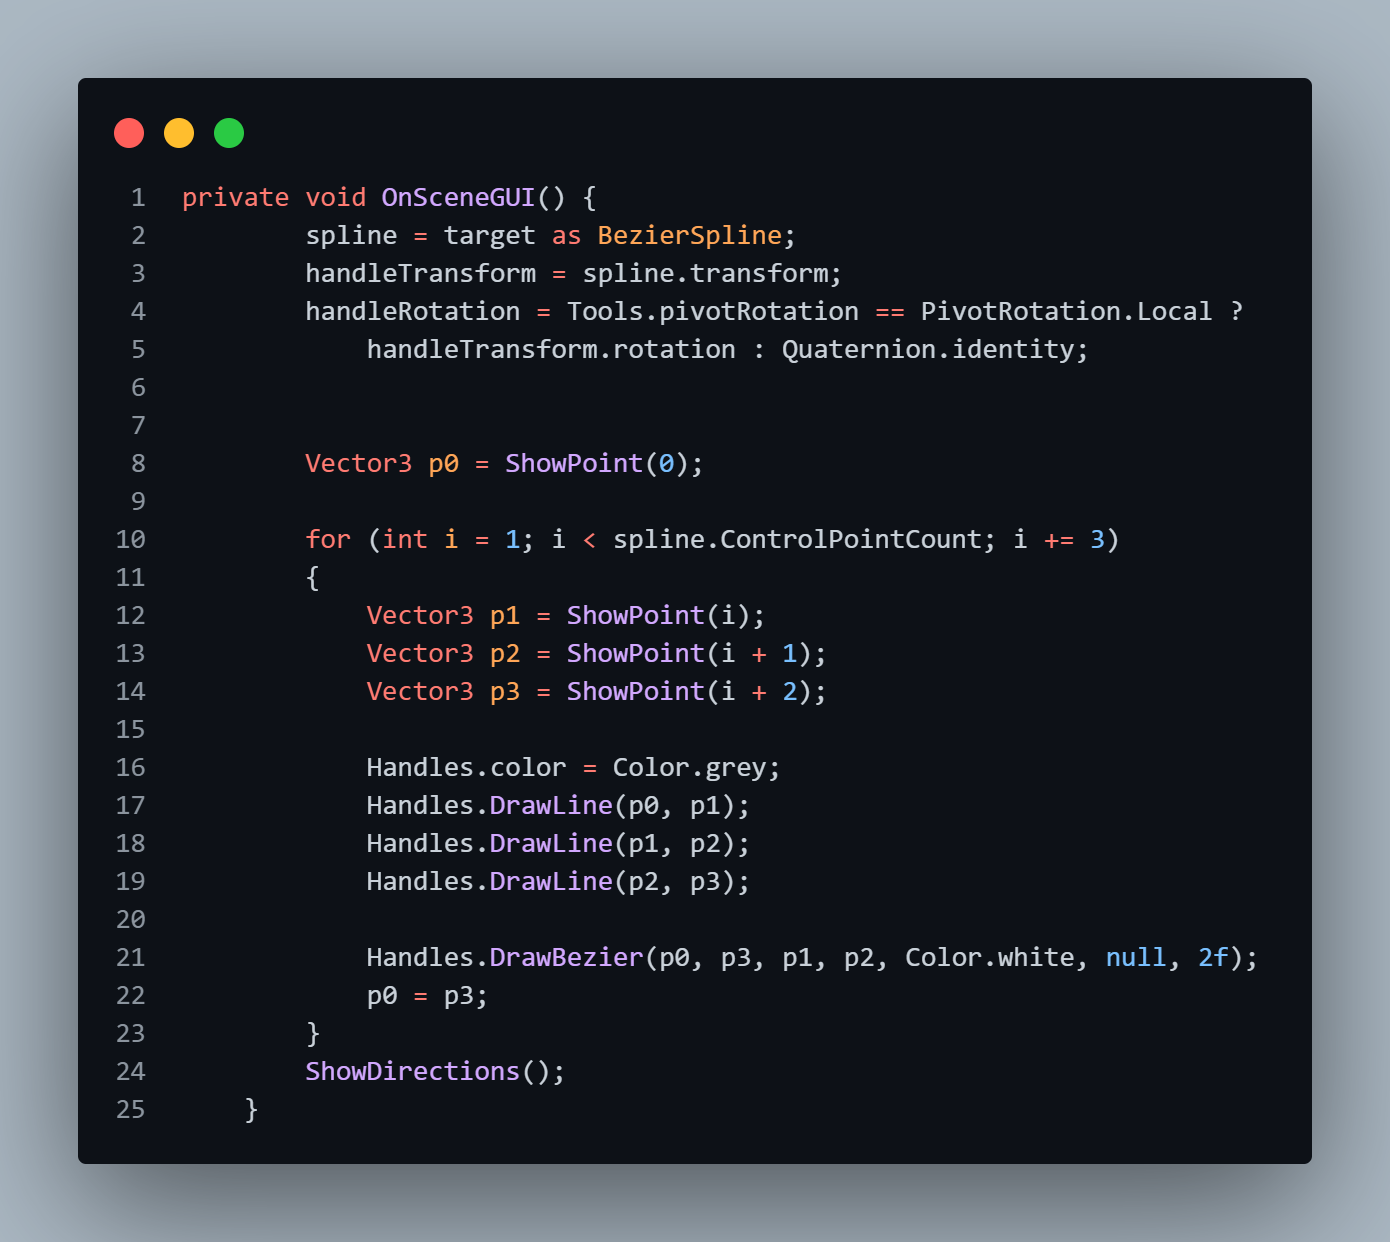 1 private void OnSceneGUI() {
2         spline = target as BezierSpline;
3         handleTransform = spline.transform;
4         handleRotation = Tools.pivotRotation == PivotRotation.Local ?
5             handleTransform.rotation : Quaternion.identity;
6
7
8         Vector3 p0 = ShowPoint(0);
9
10         for (int i = 1; i < spline.ControlPointCount; i += 3)
11         {
12             Vector3 p1 = ShowPoint(i);
13             Vector3 p2 = ShowPoint(i + 1);
14             Vector3 p3 = ShowPoint(i + 2);
15
16             Handles.color = Color.grey;
17             Handles.DrawLine(p0, p1);
18             Handles.DrawLine(p1, p2);
19             Handles.DrawLine(p2, p3);
20
21             Handles.DrawBezier(p0, p3, p1, p2, Color.white, null, 2f);
22             p0 = p3;
23         }
24         ShowDirections();
25     }